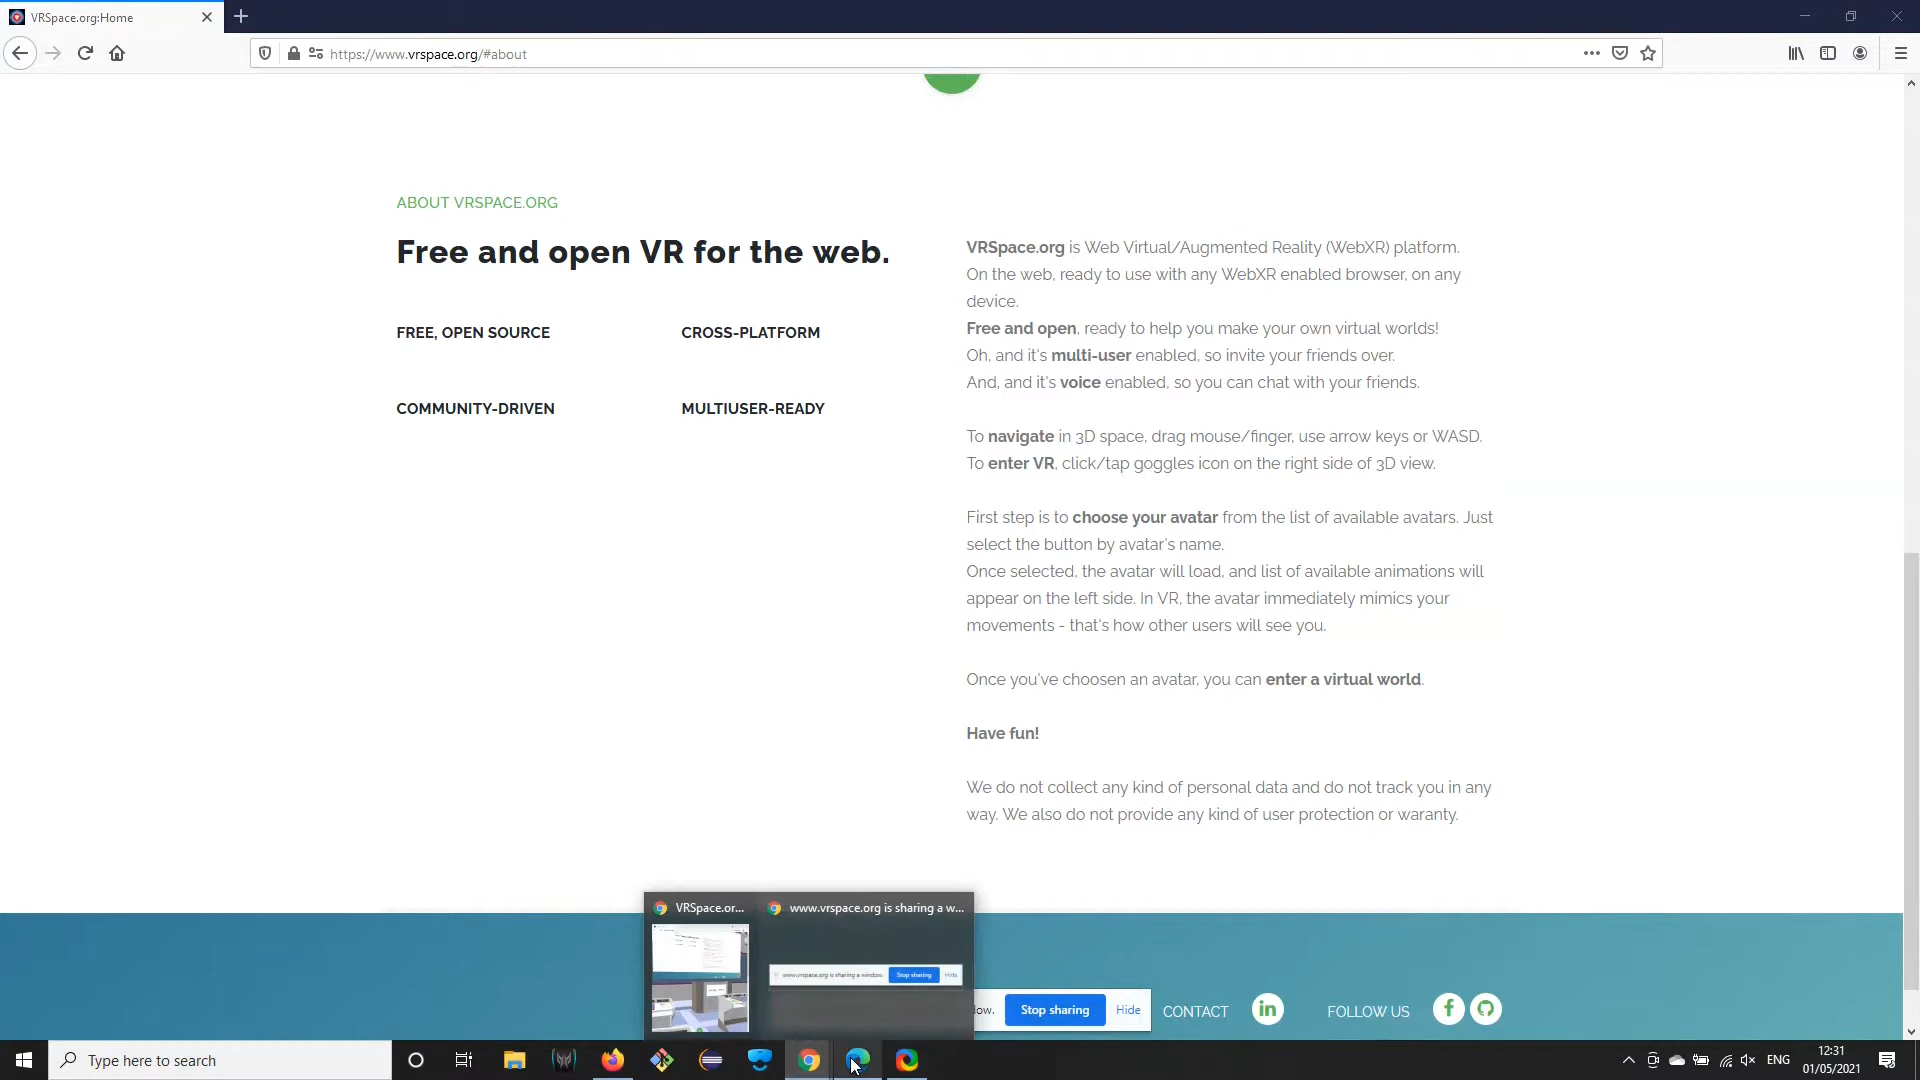 VRSpace.org:Home
https://www.vrspace.org/#about
ABOUT VRSPACE.ORG
Free and open VR for the web.
FREE, OPEN SOURCE
CROSS-PLATFORM
COMMUNITY-DRIVEN
MULTIUSER-READY
VRSpace.org is Web Virtual/Augmented Reality (WebXR) platform.
On the web, ready to use with any WebXR enabled browser, on any
device.
Free and open, ready to help you make your own virtual worlds!
Oh, and it's multi-user enabled, so invite your friends over.
And, and it's voice enabled, so you can chat with your friends.
To navigate in 3D space, drag mouse/finger, use arrow keys or WASD.
To enter VR, click/tap goggles icon on the right side of 3D view.
First step is to choose your avatar from the list of available avatars. Just
select the button by avatar's name.
Once selected, the avatar will load, and list of available animations will
appear on the left side. In VR, the avatar immediately mimics your
movements - that's how other users will see you.
Once you've choosen an avatar, you can enter a virtual world.
Have fun!
We do not collect any kind of personal data and do not track you in any
way. We also do not provide any kind of user protection or waranty.
VRSpace.or...
www.vrspace.org is sharing a w...
www.vrspace.org is sharing a window.
Stop sharing
Hide
low.
Stop sharing
Hide
CONTACT
FOLLOW US
Type here to search
ENG
12:31
01/05/2021